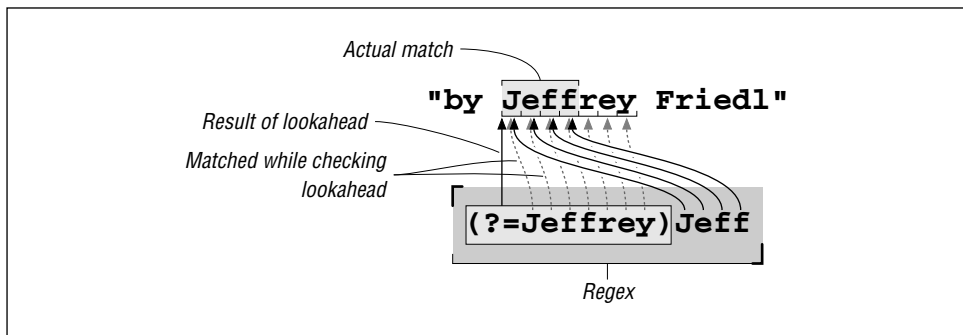 Actual match
"by Jeffrey Friedl"
Result of lookahead
Matched while checking
lookahead
(?=Jeffrey)Jeff
Regex